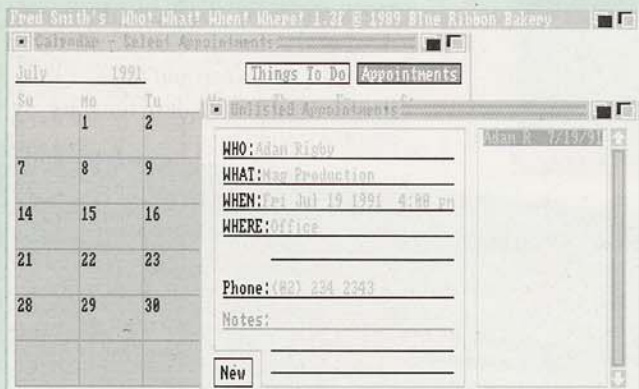 Fred Smith's Who! What! When! Where! 1.2f © 1989 Blue Ribbon Bakery
Calendar - Select Appointments
July 1991 Things To Do Appointments
Su Mo Tu
1 2
7 8 9
14 15 16
21 22 23
28 29 30
Unlisted Appointments
WHO: Adan Rigby
WHAT: Mag Production
WHEN: Fri Jul 19 1991 4:00 pm
WHERE: Office
Phone: (02) 234 2343
Notes:
New
Adan R. 7/19/91